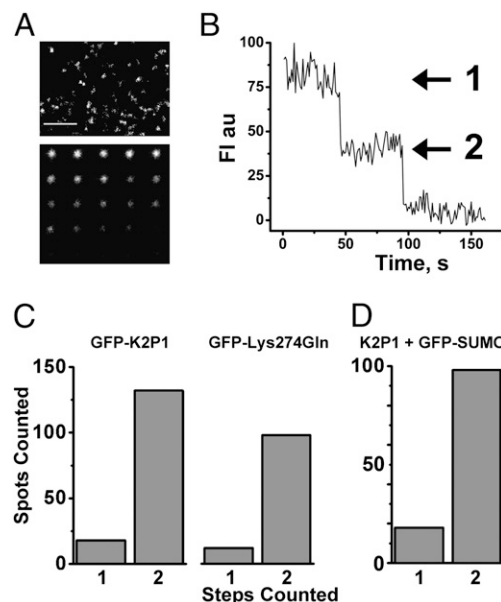 A
B
100
75
50
25
0
Fl au
1
2
0
50
100
150
Time, s
C
D
GFP-K2P1
GFP-Lys274Gln
K2P1 + GFP-SUMO
150
100
50
0
Spots Counted
100
50
0
1
2
1
2
1
2
Steps Counted